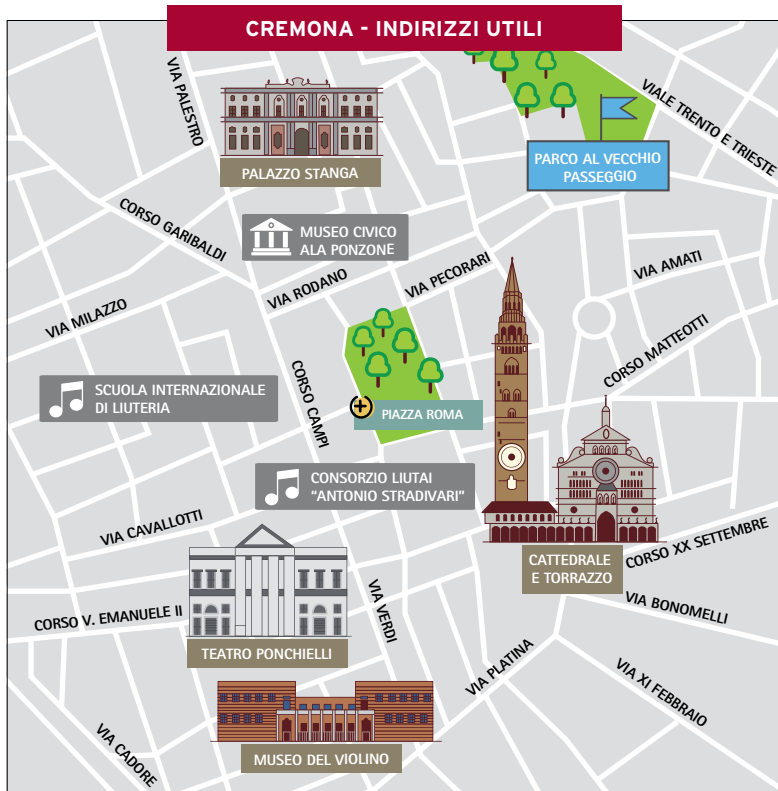 CREMONA - INDIRIZZI UTILI
VIA PALESTRO
VIALE TRENTO E TRIESTE
PARCO AL VECCHIO
PASSEGGIO
PALAZZO STANGA
CORSO GARIBALDI
MUSEO CIVICO
ALA PONZONE
VIA PECORARI
VIA AMATI
VIA RODANO
VIA MILAZZO
CORSO MATTEOTTI
SCUOLA INTERNAZIONALE
DI LIUTERIA
CORSO CAMPI
PIAZZA ROMA
CONSORZIO LIUTAI
"ANTONIO STRADIVARI"
VIA CAVALLOTTI
CORSO XX SETTEMBRE
CATTEDRALE
E TORRAZZO
VIA BONOMELLI
VIA VERDI
CORSO V. EMANUELE II
TEATRO PONCHIELLI
VIA PLATINA
VIA XI FEBBRAIO
VIA CADORE
MUSEO DEL VIOLINO